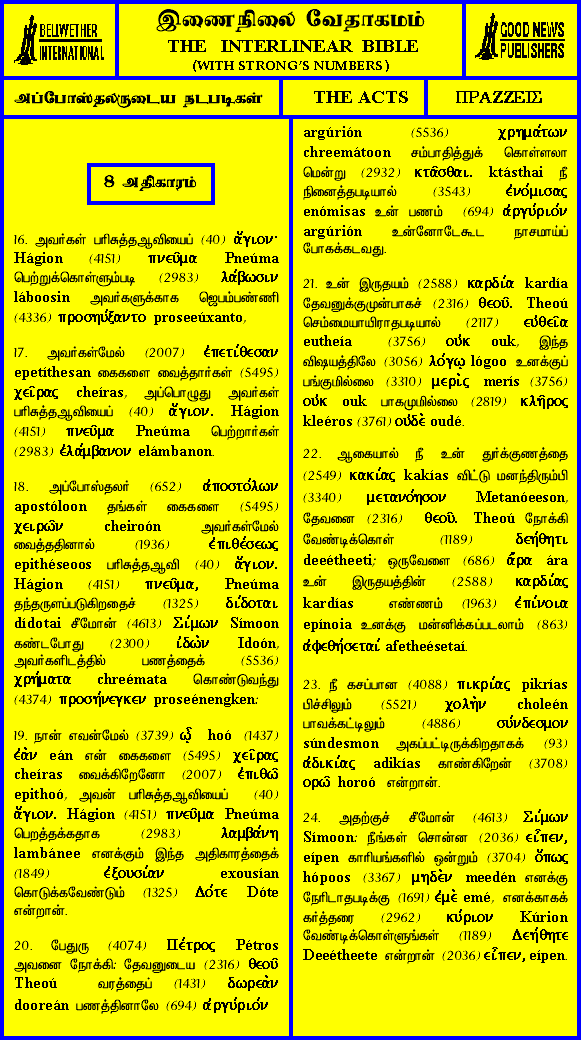 BELLWETHER
INTERNATIONAL
இணைநிலை வேதாகமம்
THE INTERLINEAR BIBLE
(WITH STRONG'S NUMBERS)
GOOD NEWS
PUBLISHERS
அப்போஸ்தலருடைய நடபடிகள்
THE ACTS
ΠΡΑΖΖΕΙΣ
8 அதிகாரம்
16. அவர்கள் பரிசுத்தஆவியைப் (40) ἅγιον·
Hágion (4151) πνεῦμα Pneúma
பெற்றுக்கொள்ளும்படி (2983) λάβωσιν
láboosin அவர்களுக்காக ஜெபம்பண்ணி
(4336) προσηύξαντο proseeúxanto,
17. அவர்கள்மேல் (2007) ἐπετίθεσαν
epetíthesan கைகளை வைத்தார்கள் (5495)
χεῖρας cheíras, அப்பொழுது அவர்கள்
பரிசுத்தஆவியைப் (40) ἅγιον. Hágion
(4151) πνεῦμα Pneúma பெற்றார்கள்
(2983) ἐλάμβανον elámbanon.
18. அப்போஸ்தலர் (652) ἀποστόλων
apostóloon தங்கள் கைகளை (5495)
χειρῶν cheiroón அவர்கள்மேல்
வைத்ததினால் (1936) ἐπιθέσεως
epithéseoos பரிசுத்தஆவி (40) ἅγιον.
Hágion (4151) πνεῦμα, Pneúma
தந்தருளப்படுகிறதைச் (1325) δίδοται
dídotai சீமோன் (4613) Σίμων Símoon
கண்டபோது (2300) ἰδὼν Idoón,
அவர்களிடத்தில் பணத்தைக் (5536)
χρήματα chreémata கொண்டுவந்து
(4374) προσήνεγκεν proseénengken:
19. நான் எவன்மேல் (3739) ᾧ hoó (1437)
ἐὰν eán என் கைகளை (5495) χεῖρας
cheíras வைக்கிறேனோ (2007) ἐπιθῶ
epithoó, அவன் பரிசுத்தஆவியைப் (40)
ἅγιον. Hágion (4151) πνεῦμα Pneúma
பெறத்தக்கதாக (2983) λαμβάνη
lambánee எனக்கும் இந்த அதிகாரத்தைக்
(1849) ἐξουσίαν exousían
கொடுக்கவேண்டும் (1325) Δότε Dóte
என்றான்.
20. பேதுரு (4074) Πέτρος Pétros
அவனை நோக்கி: தேவனுடைய (2316) θεοῦ
Theoú வரத்தைப் (1431) δωρεὰν
dooreán பணத்தினாலே (694) ἀργύριόν
argúrión (5536) χρημάτων
chreemátoon சம்பாதித்துக் கொள்ளலா
மென்று (2932) κτᾶσθαι. ktásthai நீ
நினைத்தபடியால் (3543) ἐνόμισας
enómisas உன் பணம் (694) ἀργύριόν
argúrión உன்னோடேகூட நாசமாய்ப்
போகக்கடவது.
21. உன் இருதயம் (2588) καρδία kardía
தேவனுக்குமுன்பாகச் (2316) θεοῦ. Theoú
செம்மையாயிராதபடியால் (2117) εὐθεῖα
eutheía (3756) οὐκ ouk, இந்த
விஷயத்திலே (3056) λόγῳ lógoo உனக்குப்
பங்குமில்லை (3310) μερὶς merís (3756)
οὐκ ouk பாகமுமில்லை (2819) κλῆρος
kleéros (3761) οὐδὲ oudé.
22. ஆகையால் நீ உன் துர்க்குணத்தை
(2549) κακίας kakías விட்டு மனந்திரும்பி
(3340) μετανόησον Metanóeeson,
தேவனை (2316) θεοῦ. Theoú நோக்கி
வேண்டிக்கொள் (1189) δεήθητι
deeétheeti; ஒருவேளை (686) ἄρα ára
உன் இருதயத்தின் (2588) καρδίας
kardías எண்ணம் (1963) ἐπίνοια
epínoia உனக்கு மன்னிக்கப்படலாம் (863)
ἀφεθήσεταί afetheésetaí.
23. நீ கசப்பான (4088) πικρίας pikrías
பிச்சிலும் (5521) χολὴν choleén
பாவக்கட்டிலும் (4886) σύνδεσμον
súndesmon அகப்பட்டிருக்கிறதாகக் (93)
ἀδικίας adikías காண்கிறேன் (3708)
ὁρῶ horoó என்றான்.
24. அதற்குச் சீமோன் (4613) Σίμων
Símoon: நீங்கள் சொன்ன (2036) εἶπεν,
eípen காரியங்களில் ஒன்றும் (3704) ὅπως
hópoos (3367) μηδὲν meedén எனக்கு
நேரிடாதபடிக்கு (1691) ἐμὲ emé, எனக்காகக்
கர்த்தரை (2962) κύριον Kúrion
வேண்டிக்கொள்ளுங்கள் (1189) Δεήθητε
Deeétheete என்றான் (2036) εἶπεν, eípen.